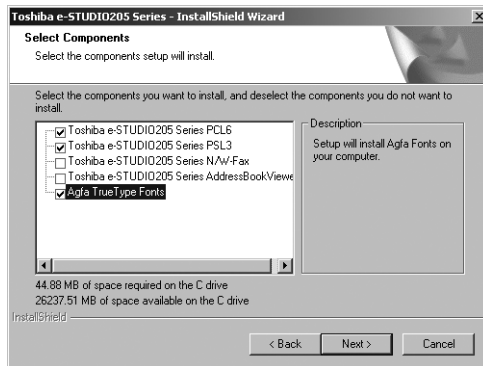 Toshiba e-STUDIO205 Series - InstallShield Wizard
Select Components
Select the components setup will install.
Select the components you want to install, and deselect the components you do not want to
install.
Toshiba e-STUDIO205 Series PCL6
Toshiba e-STUDIO205 Series PSL3
Toshiba e-STUDIO205 Series N/W-Fax
Toshiba e-STUDIO205 Series AddressBookViewe
Agfa TrueType Fonts
Description
Setup will install Agfa Fonts on
your computer.
44.88 MB of space required on the C drive
26237.51 MB of space available on the C drive
InstallShield
< Back
Next >
Cancel